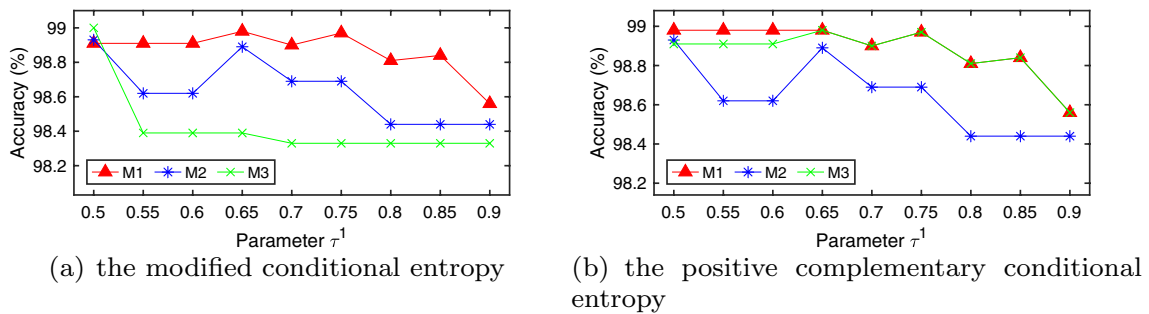 99
98.8
98.6
98.4
98.2
Accuracy (%)
M1 M2 M3
0.5 0.55 0.6 0.65 0.7 0.75 0.8 0.85 0.9
Parameter τ¹
(a) the modified conditional entropy
99
98.8
98.6
98.4
98.2
Accuracy (%)
M1 M2 M3
0.5 0.55 0.6 0.65 0.7 0.75 0.8 0.85 0.9
Parameter τ¹
(b) the positive complementary conditional
entropy